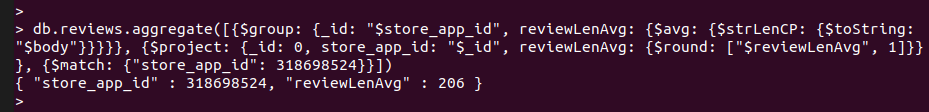 >
> db.reviews.aggregate([{$group: {_id: "$store_app_id", reviewLenAvg: {$avg: {$strLenCP: {$toString:
"$body"}}}}}, {$project: {_id: 0, store_app_id: "$_id", reviewLenAvg: {$round: ["$reviewLenAvg", 1]}}
}, {$match: {"store_app_id": 318698524}}])
{ "store_app_id" : 318698524, "reviewLenAvg" : 206 }
>